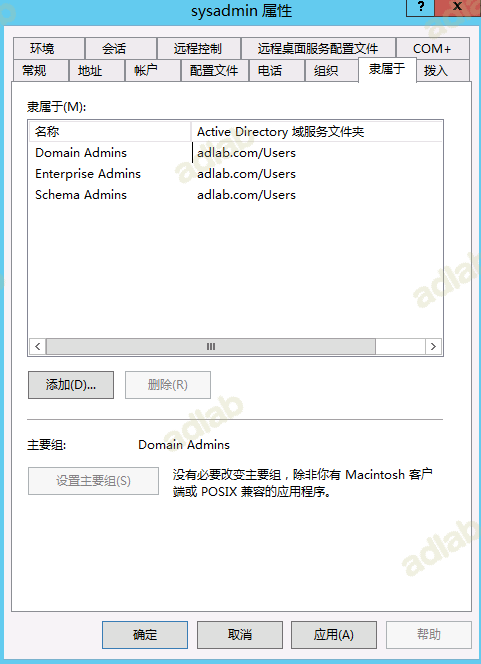 sysadmin 属性
? x
环境 会话 远程控制 远程桌面服务配置文件 COM+
常规 地址 帐户 配置文件 电话 组织 隶属于 拨入
隶属于(M):
名称 Active Directory 域服务文件夹
Domain Admins adlab.com/Users
Enterprise Admins adlab.com/Users
Schema Admins adlab.com/Users
添加(D)... 删除(R)
主要组: Domain Admins
设置主要组(S) 没有必要改变主要组，除非你有 Macintosh 客户
端或 POSIX 兼容的应用程序。
确定 取消 应用(A) 帮助
adlab
adlab
adlab
adlab